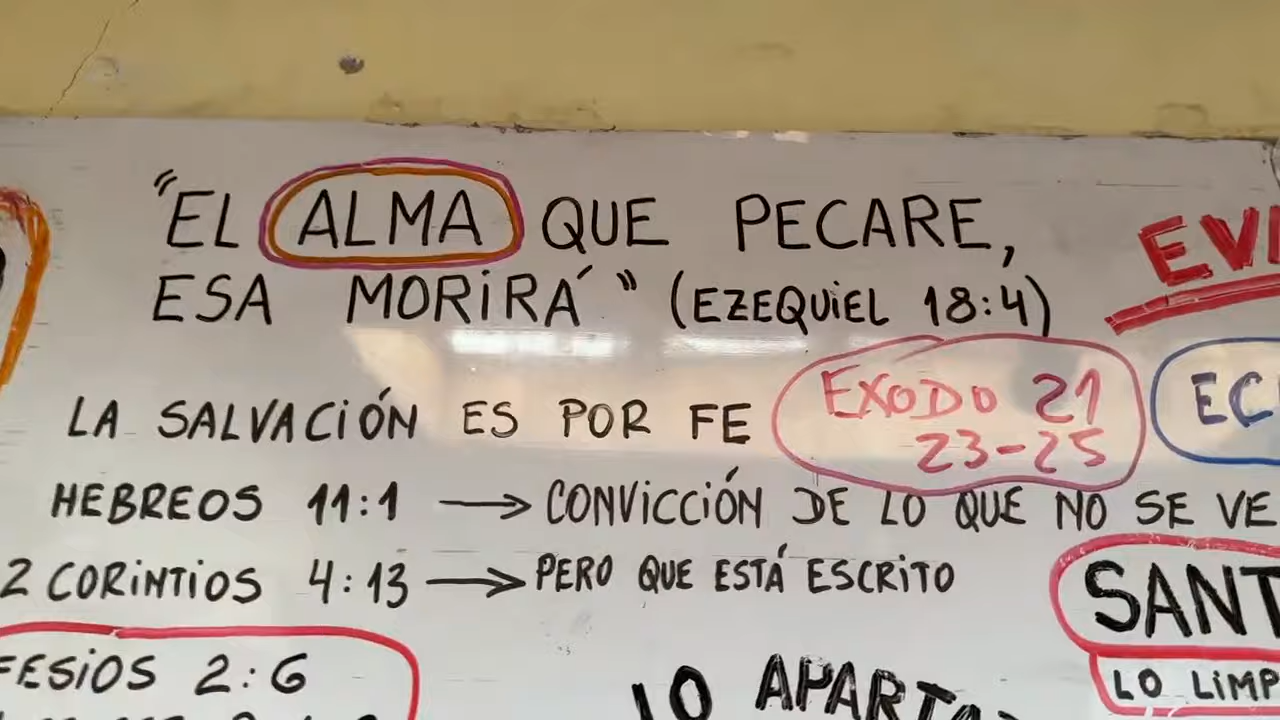 "EL ALMA QUE PECARE,
ESA MORIRÁ" (EZEQUIEL 18:4)
LA SALVACIÓN ES POR FE
EXODO 21
23-25
HEBREOS 11:1 → CONVICCIÓN DE LO QUE NO SE VE
2 CORINTIOS 4:13 → PERO QUE ESTÁ ESCRITO
2:6
LO